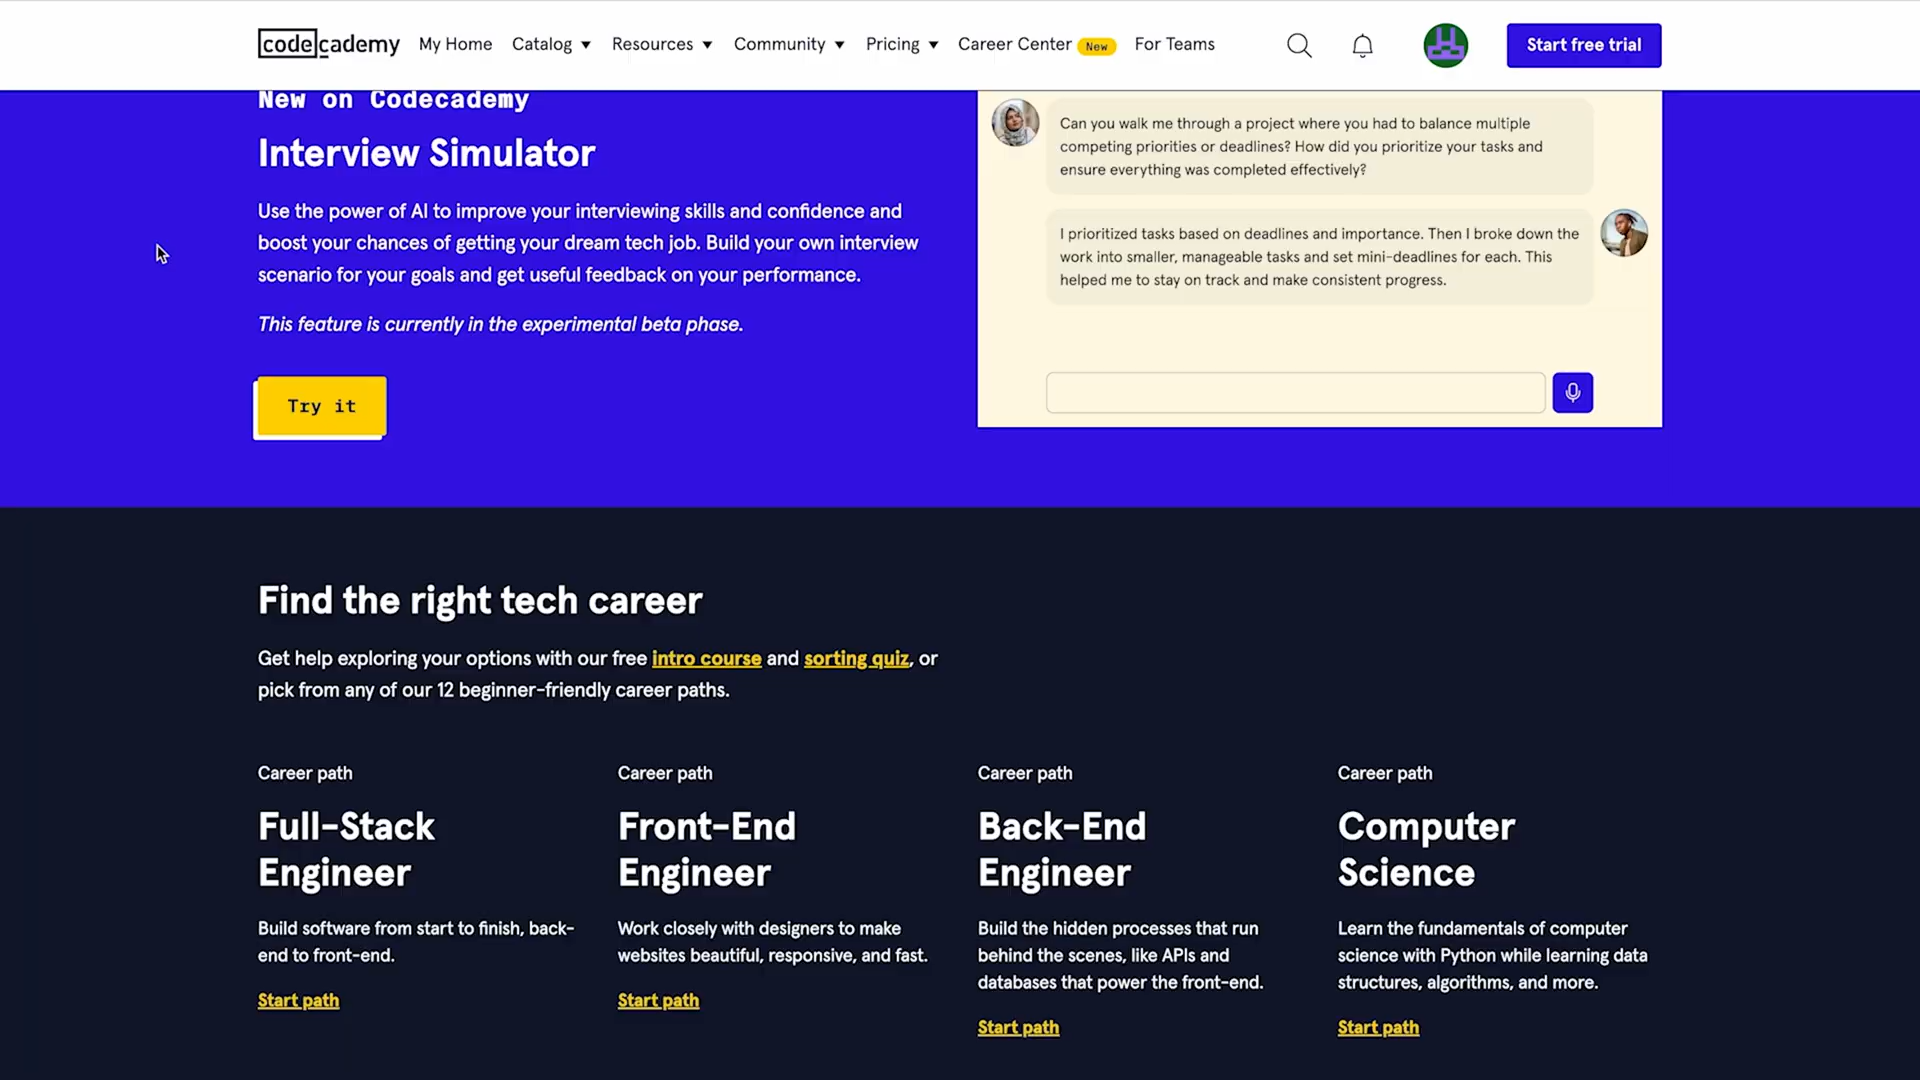 codecademy
My Home
Catalog
Resources
Community
Pricing
Career Center New
For Teams
Start free trial
New on Codecademy
Interview Simulator
Use the power of AI to improve your interviewing skills and confidence and
boost your chances of getting your dream tech job. Build your own interview
scenario for your goals and get useful feedback on your performance.
This feature is currently in the experimental beta phase.
Try it
Can you walk me through a project where you had to balance multiple
competing priorities or deadlines? How did you prioritize your tasks and
ensure everything was completed effectively?
I prioritized tasks based on deadlines and importance. Then I broke down the
work into smaller, manageable tasks and set mini-deadlines for each. This
helped me to stay on track and make consistent progress.
Find the right tech career
Get help exploring your options with our free intro course and sorting quiz, or
pick from any of our 12 beginner-friendly career paths.
Career path
Full-Stack
Engineer
Build software from start to finish, back-
end to front-end.
Start path
Career path
Front-End
Engineer
Work closely with designers to make
websites beautiful, responsive, and fast.
Start path
Career path
Back-End
Engineer
Build the hidden processes that run
behind the scenes, like APIs and
databases that power the front-end.
Start path
Career path
Computer
Science
Learn the fundamentals of computer
science with Python while learning data
structures, algorithms, and more.
Start path